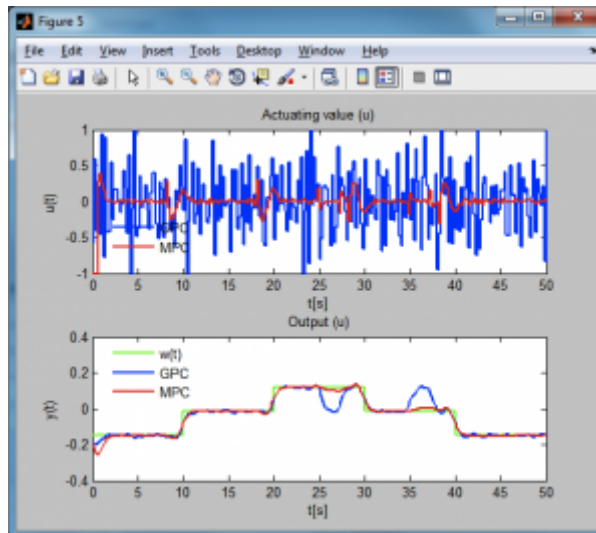 Figure 5
File Edit View Insert Tools Desktop Window Help
Actuating value (u)
1
0.5
0
-0.5
-1
u(t)
GPC
MPC
0 5 10 15 20 25 30 35 40 45 50
t[s]
Output (u)
0.4
0.2
0
-0.2
-0.4
y(t)
w(t)
GPC
MPC
0 5 10 15 20 25 30 35 40 45 50
t[s]